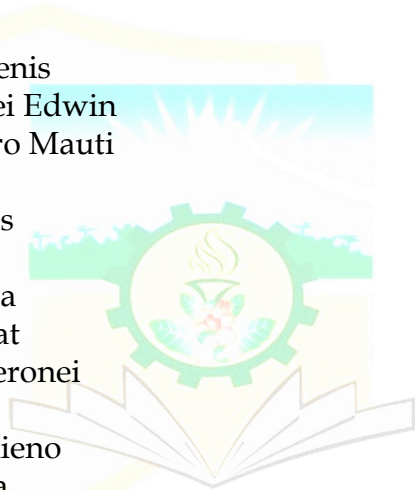 enis
ei Edwin
ro Mauti
s
a
at
eronei
ieno
a